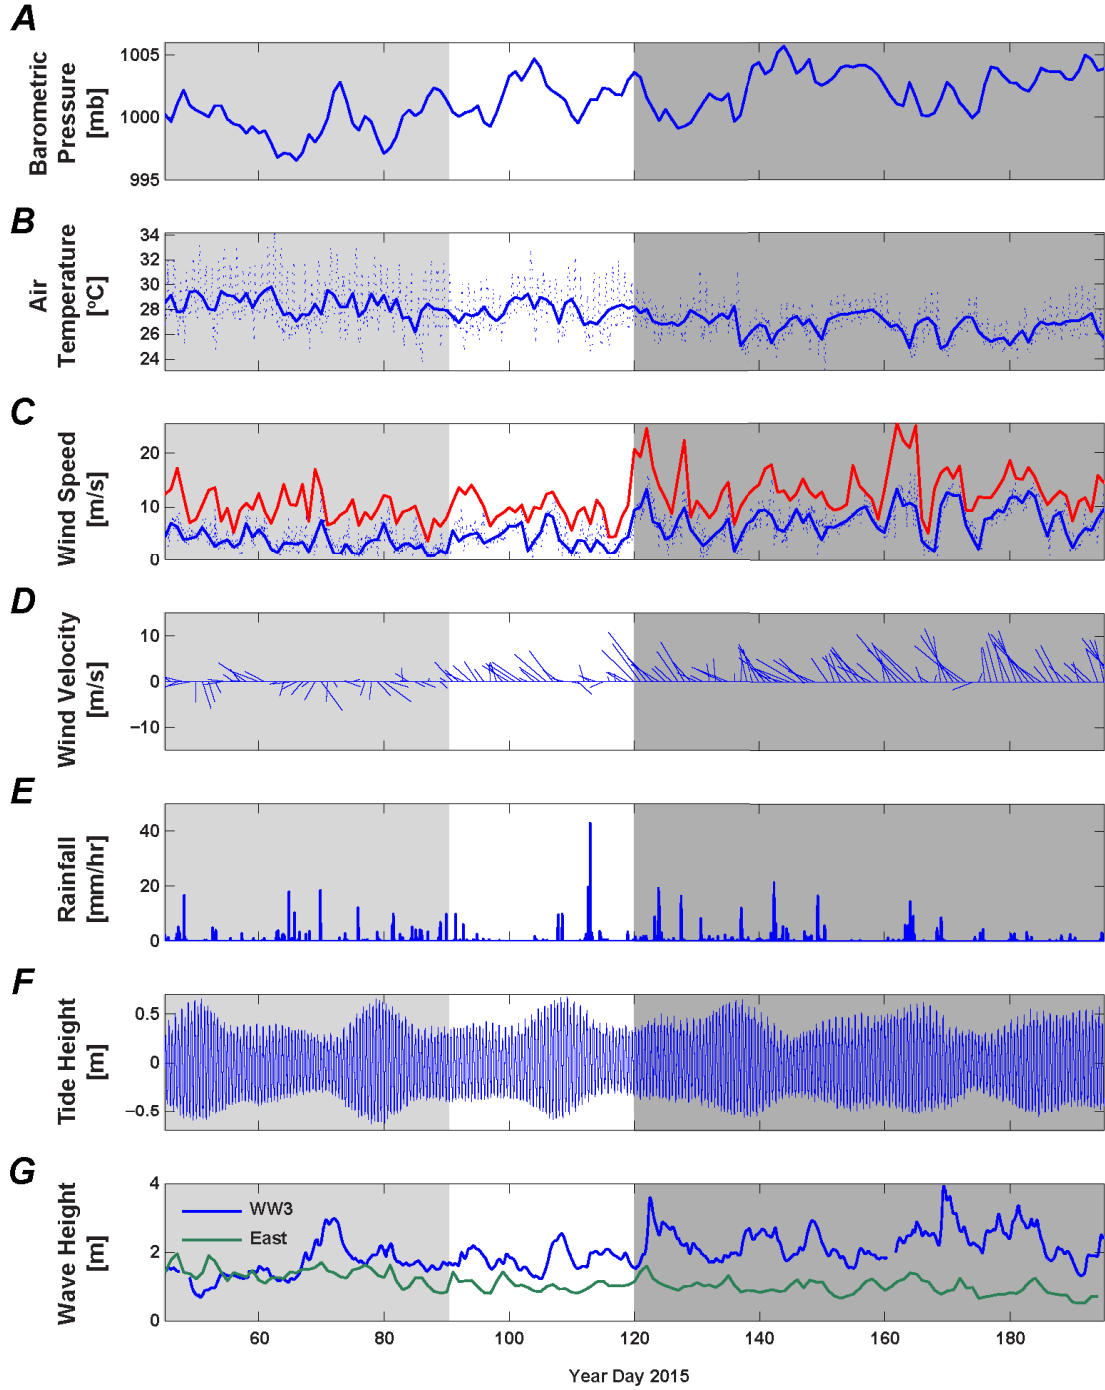 A
Barometric
Pressure
[mb]
1005
1000
995
B
Air
Temperature
[ºC]
34
32
30
28
26
24
C
Wind Speed
[m/s]
20
10
0
D
Wind Velocity
[m/s]
10
0
−10
E
Rainfall
[mm/hr]
40
20
0
F
Tide Height
[m]
0.5
0
−0.5
G
Wave Height
[m]
4
2
0
WW3
East
60 80 100 120 140 160 180
Year Day 2015